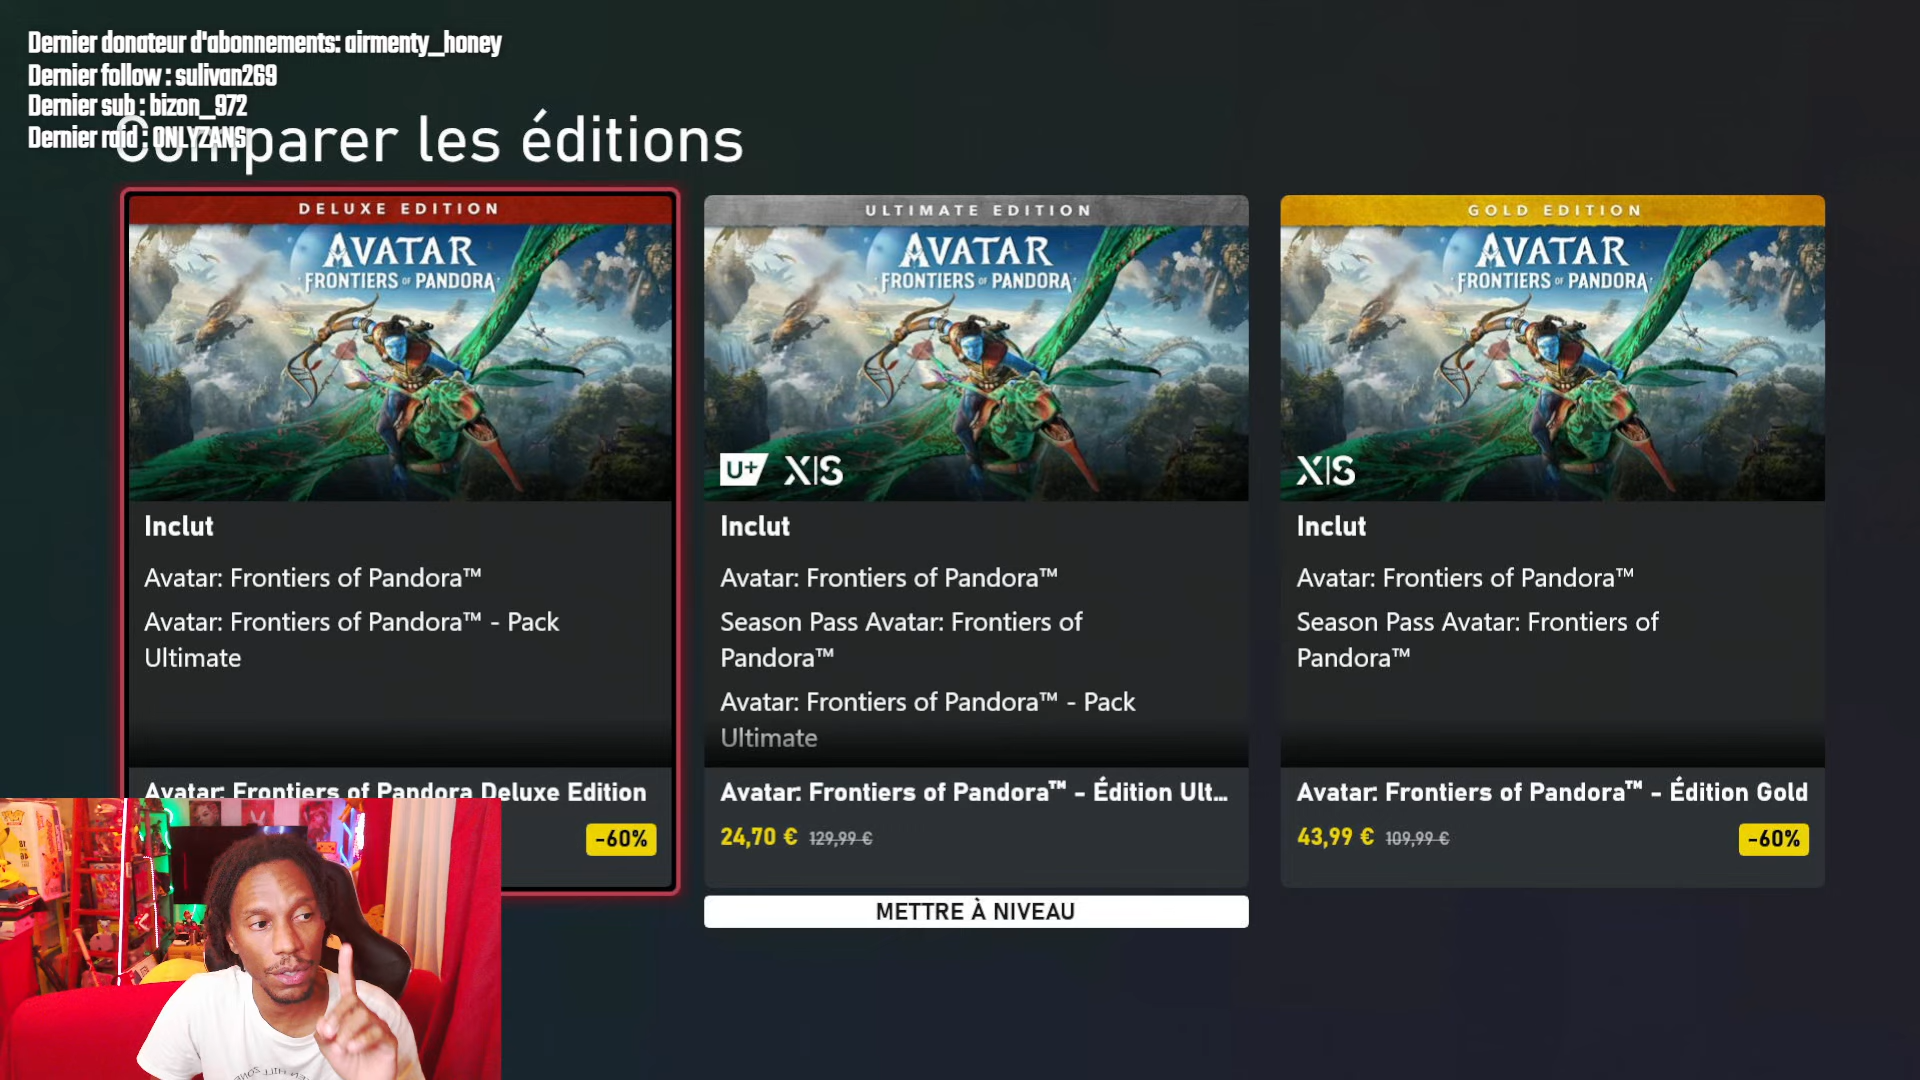 Dernier donateur d'abonnements: airmenty_honey
Dernier follow : sulivan269
Dernier sub : bizon_972
Dernier raid : ONLYZANS
Comparer les éditions
DELUXE EDITION
AVATAR
FRONTIERS OF PANDORA
Inclut
Avatar: Frontiers of Pandora™
Avatar: Frontiers of Pandora™ - Pack
Ultimate
Avatar: Frontiers of Pandora Deluxe Edition
-60%
ULTIMATE EDITION
AVATAR
FRONTIERS OF PANDORA
U+ X|S
Inclut
Avatar: Frontiers of Pandora™
Season Pass Avatar: Frontiers of
Pandora™
Avatar: Frontiers of Pandora™ - Pack
Ultimate
Avatar: Frontiers of Pandora™ - Édition Ult...
24,70 € 129,99 €
METTRE À NIVEAU
GOLD EDITION
AVATAR
FRONTIERS OF PANDORA
X|S
Inclut
Avatar: Frontiers of Pandora™
Season Pass Avatar: Frontiers of
Pandora™
Avatar: Frontiers of Pandora™ - Édition Gold
43,99 € 109,99 €
-60%